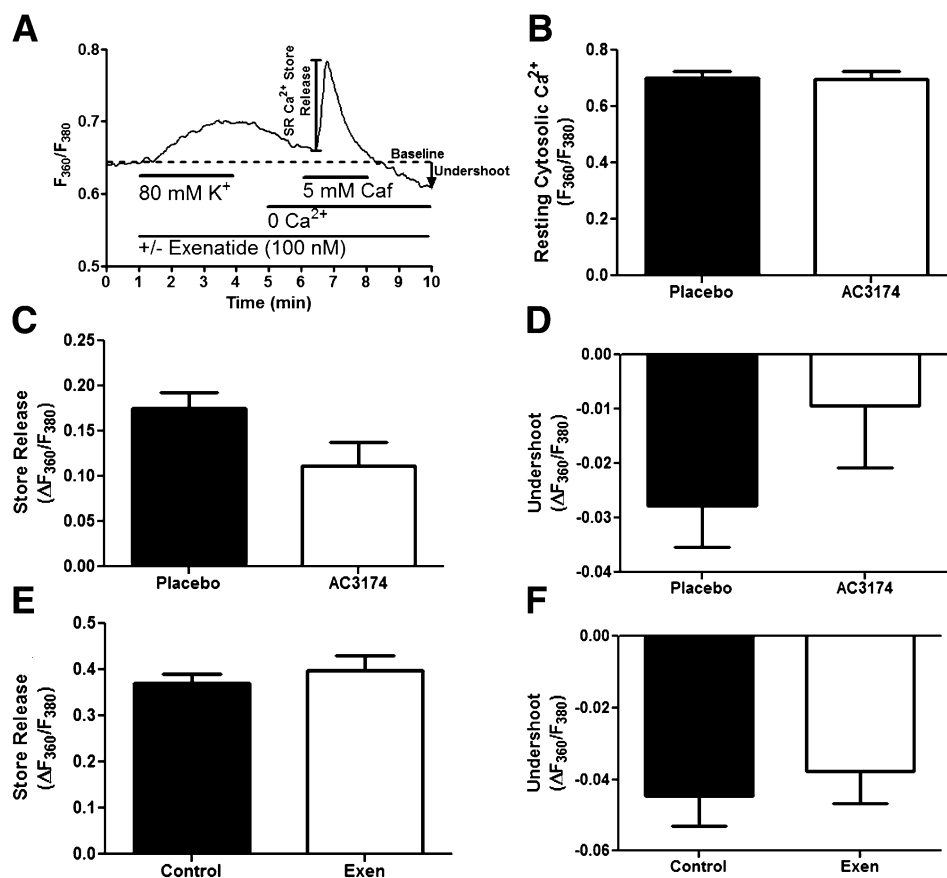 A
0.8
0.7
0.6
0.5
F360/F380
SR Ca2+ Store
Release
Baseline
Undershoot
80 mM K+
5 mM Caf
0 Ca2+
+/- Exenatide (100 nM)
0 1 2 3 4 5 6 7 8 9 10
Time (min)
B
Resting Cytosolic Ca2+
(F360/F380)
0.8
0.6
0.4
0.2
0.0
Placebo AC3174
C
Store Release
(ΔF360/F380)
0.25
0.20
0.15
0.10
0.05
0.00
Placebo AC3174
D
Undershoot
(ΔF360/F380)
0.00
-0.01
-0.02
-0.03
-0.04
Placebo AC3174
E
Store Release
(ΔF360/F380)
0.5
0.4
0.3
0.2
0.1
0.0
Control Exen
F
Undershoot
(ΔF360/F380)
0.00
-0.02
-0.04
-0.06
Control Exen